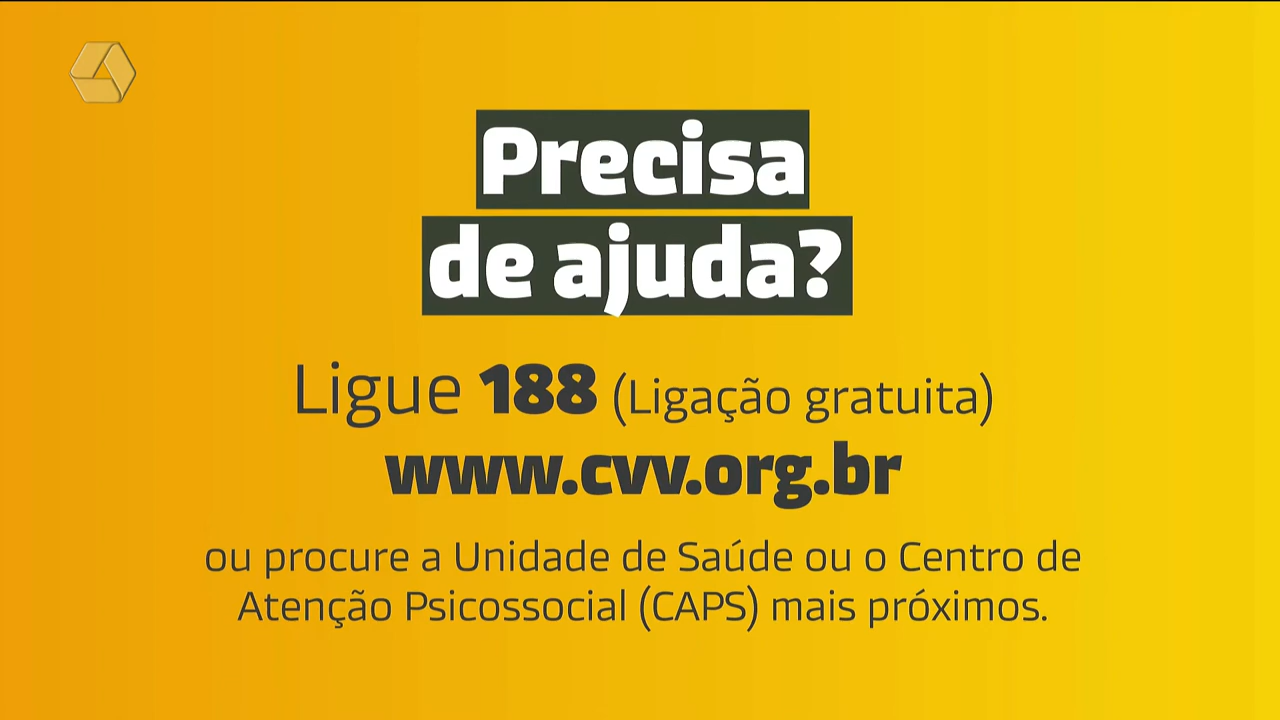 Precisa
de ajuda?
Ligue 188 (Ligação gratuita)
www.cvv.org.br
ou procure a Unidade de Saúde ou o Centro de
Atenção Psicossocial (CAPS) mais próximos.